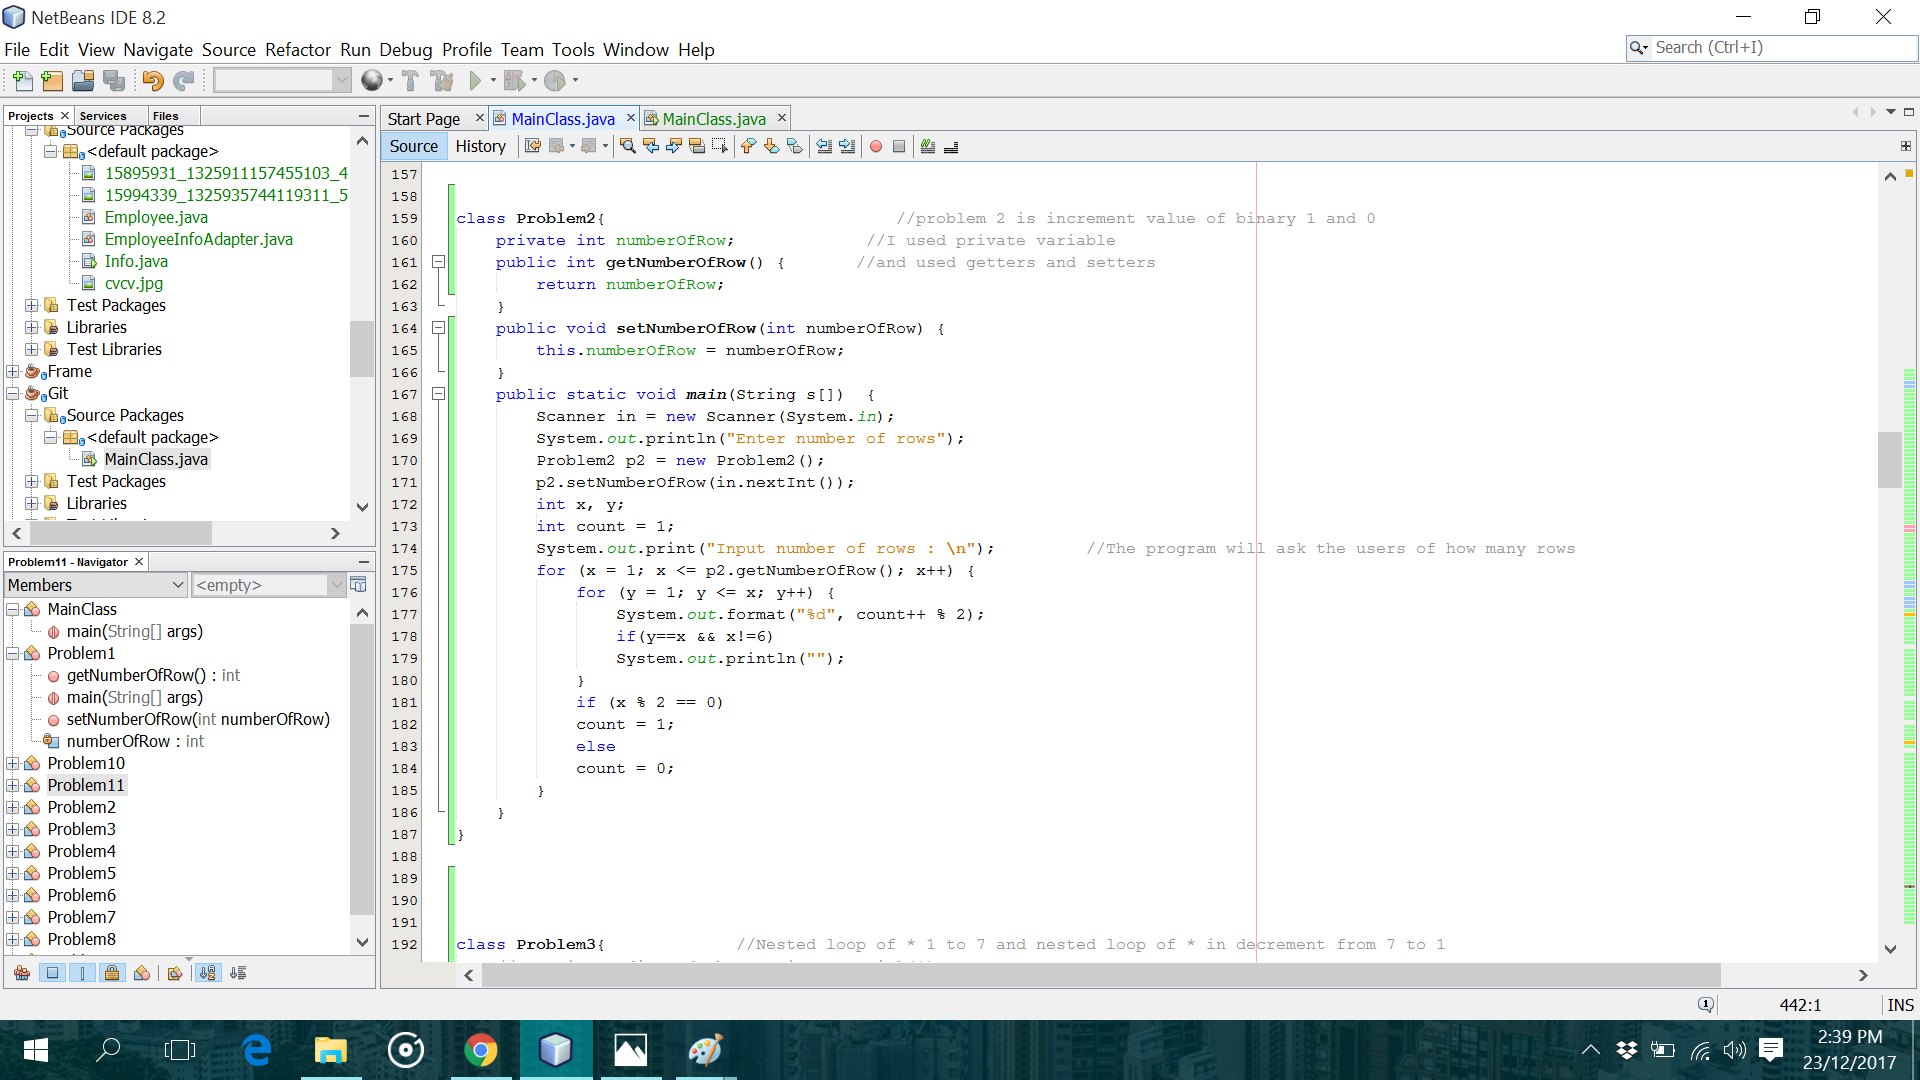 NetBeans IDE 8.2
File Edit View Navigate Source Refactor Run Debug Profile Team Tools Window Help
Search (Ctrl+I)
Projects Services Files
Source Packages
<default package>
15895931_1325911157455103_4
15994339_1325935744119311_5
Employee.java
EmployeeInfoAdapter.java
Info.java
cvcv.jpg
Test Packages
Libraries
Test Libraries
Frame
Git
Source Packages
<default package>
MainClass.java
Test Packages
Libraries
Problem11 - Navigator
Members <empty>
MainClass
main(String[] args)
Problem1
getNumberOfRow() : int
main(String[] args)
setNumberOfRow(int numberOfRow)
numberOfRow : int
Problem10
Problem11
Problem2
Problem3
Problem4
Problem5
Problem6
Problem7
Problem8
Start Page MainClass.java MainClass.java
Source History
157
158
159 class Problem2{ //problem 2 is increment value of binary 1 and 0
160 private int numberOfRow; //I used private variable
161 public int getNumberOfRow() { //and used getters and setters
162 return numberOfRow;
163 }
164 public void setNumberOfRow(int numberOfRow) {
165 this.numberOfRow = numberOfRow;
166 }
167 public static void main(String s[]) {
168 Scanner in = new Scanner(System.in);
169 System.out.println("Enter number of rows");
170 Problem2 p2 = new Problem2();
171 p2.setNumberOfRow(in.nextInt());
172 int x, y;
173 int count = 1;
174 System.out.print("Input number of rows : \n"); //The program will ask the users of how many rows
175 for (x = 1; x <= p2.getNumberOfRow(); x++) {
176 for (y = 1; y <= x; y++) {
177 System.out.format("%d", count++ % 2);
178 if(y==x && x!=6)
179 System.out.println("");
180 }
181 if (x % 2 == 0)
182 count = 1;
183 else
184 count = 0;
185 }
186 }
187 }
188
189
190
191
192 class Problem3{ //Nested loop of * 1 to 7 and nested loop of * in decrement from 7 to 1
442:1 INS
2:39 PM
23/12/2017